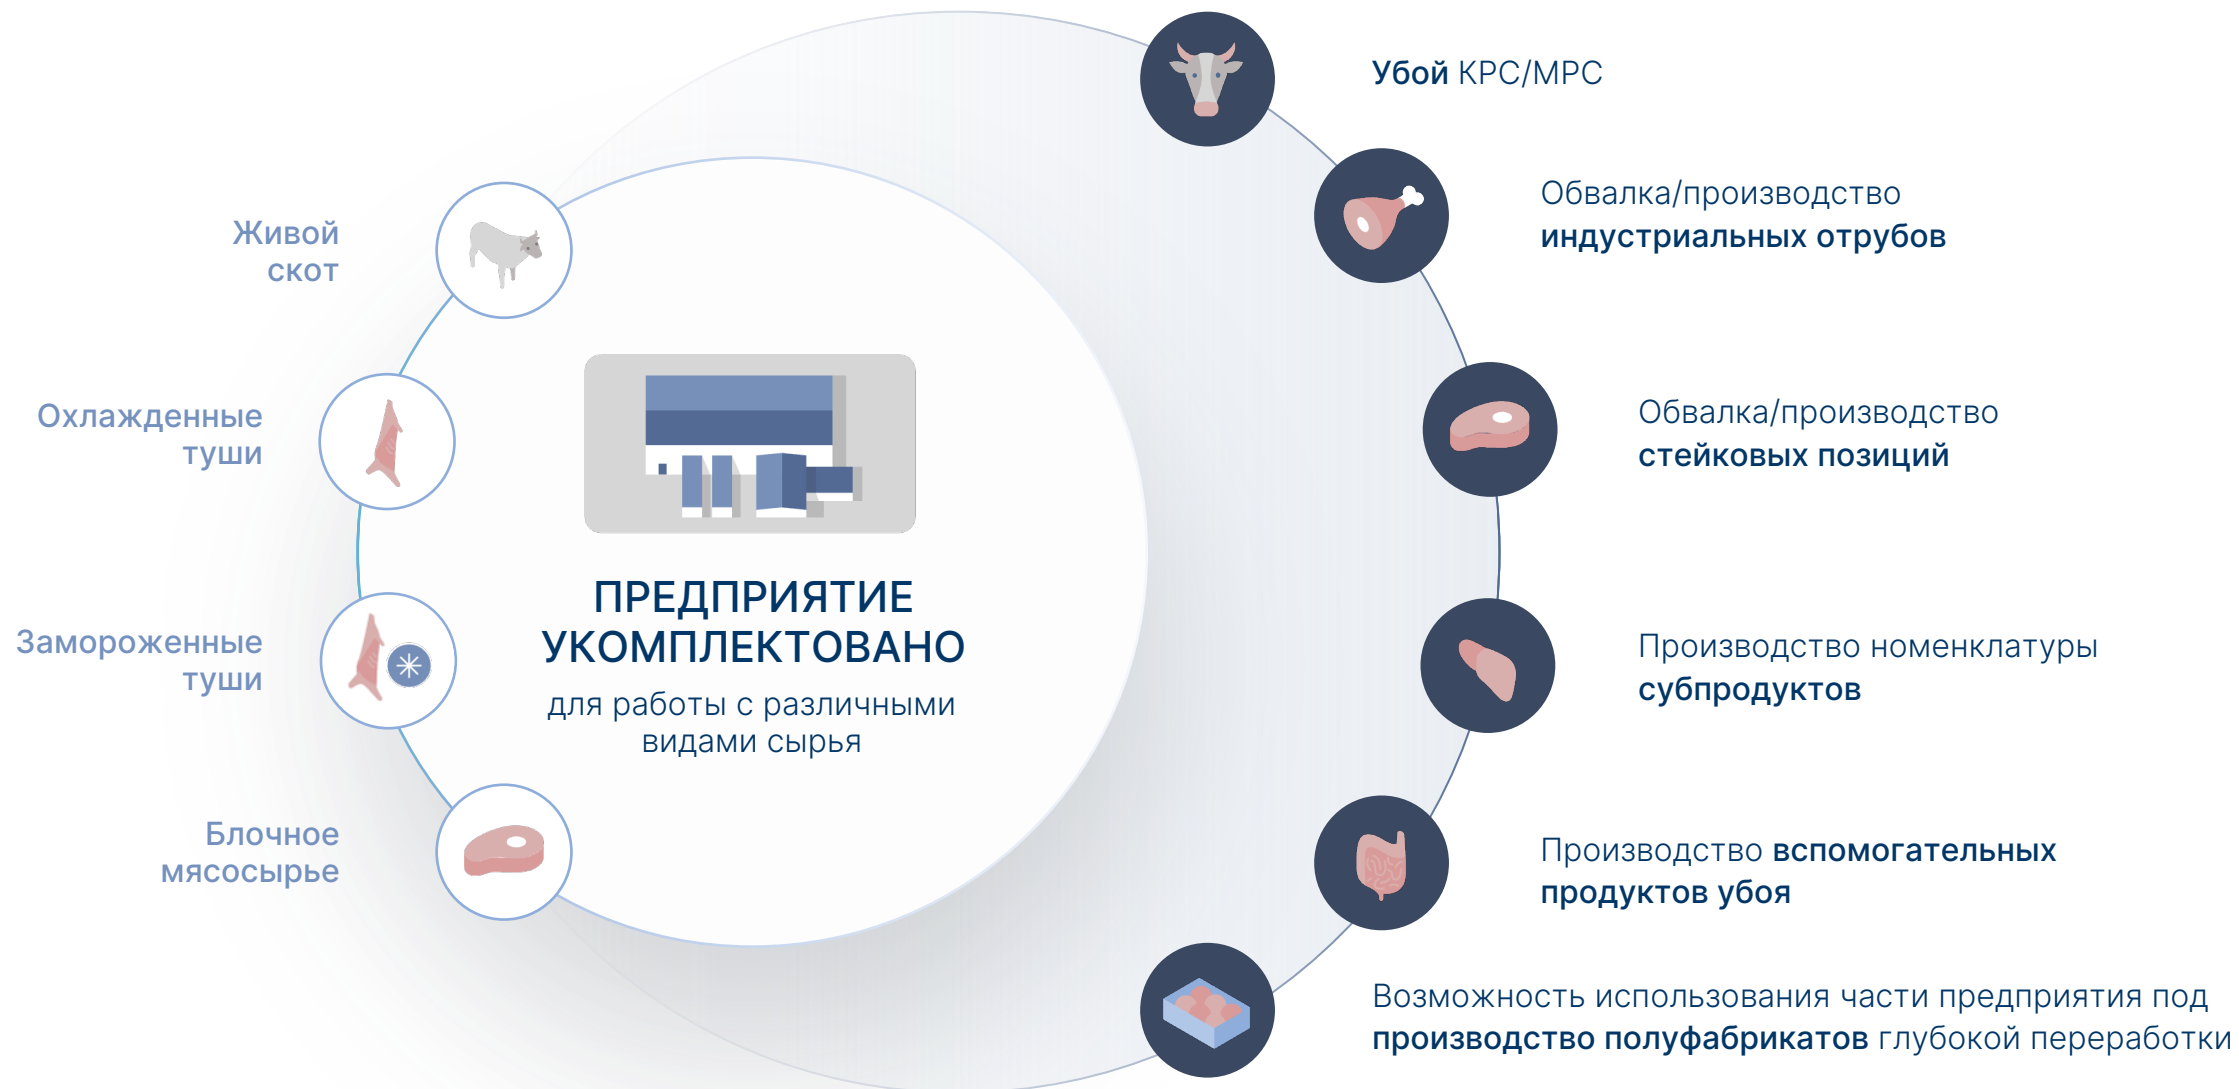 Живой
скот
Охлажденные
туши
Замороженные
туши
Блочное
мясосырье
ПРЕДПРИЯТИЕ
УКОМПЛЕКТОВАНО
для работы с различными
видами сырья
Убой КРС/МРС
Обвалка/производство
индустриальных отрубов
Обвалка/производство
стейковых позиций
Производство номенклатуры
субпродуктов
Производство вспомогательных
продуктов убоя
Возможность использования части предприятия под
производство полуфабрикатов глубокой переработки